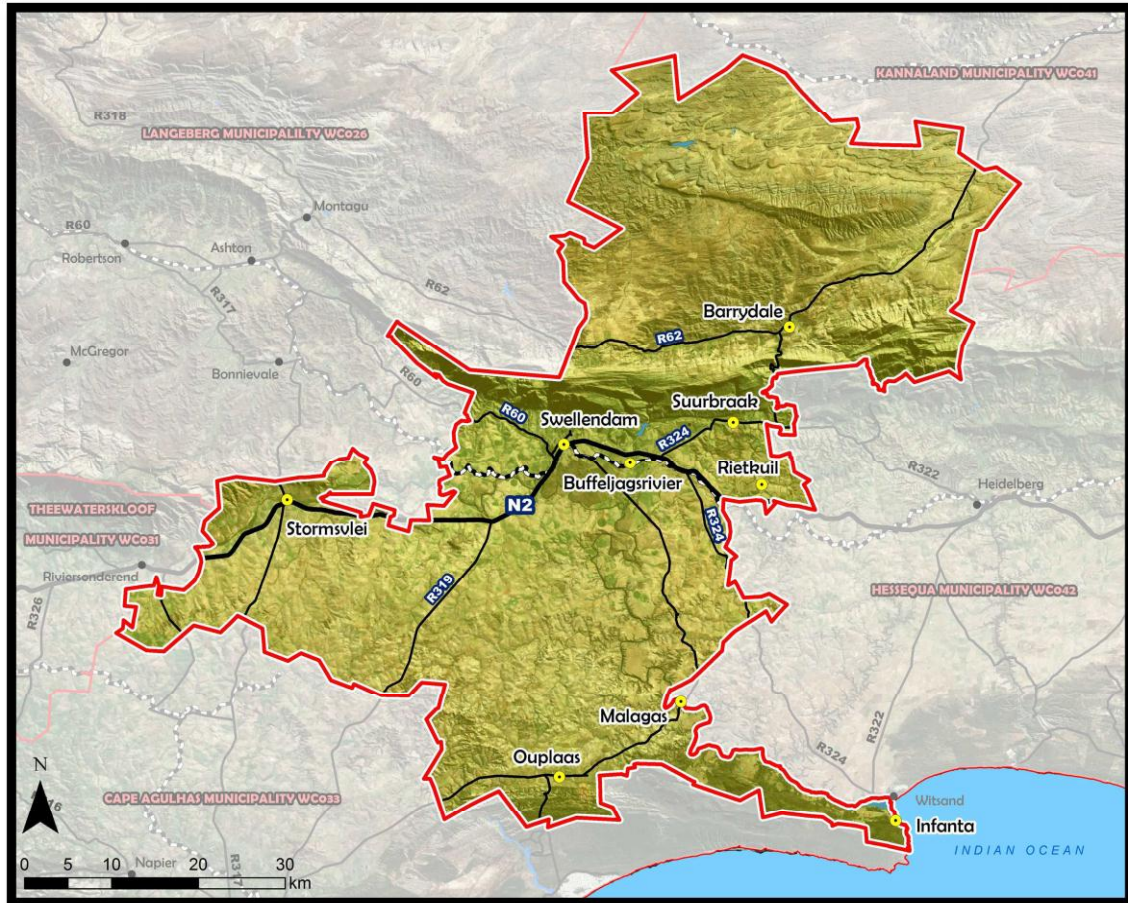 KANNALAND MUNICIPALITY WC041
R318
LANGEBERG MUNICIPALILTY WC026
Montagu
R60
Robertson
Ashton
R317
R62
Barrydale
R62
McGregor
Bonnievale
R60
Suurbraak
R60
Swellendam
R324
Rietkuil
R322
Buffeljagsrivier
Heidelberg
N2
THEEWATERSKLOOF
MUNICIPALITY WC031
Stormsvlei
R324
Riviersonderend
R319
R326
HESSEQUA MUNICIPALITY WC042
Malagas
R322
R324
Ouplaas
N
CAPE AGULHAS MUNICIPALITY WC033
Witsand
Infanta
INDIAN OCEAN
Napier
R317
0 5 10 20 30
km